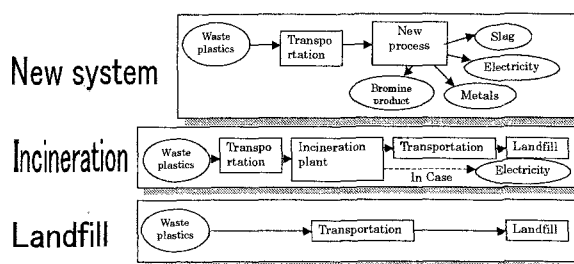 New system
Waste
plastics
Transpo
rtation
New
process
Slag
Electricity
Metals
Bromine
product
Incineration
Waste
plastics
Transpo
rtation
Incineration
plant
Transportation
Landfill
In Case
Electricity
Landfill
Waste
plastics
Transportation
Landfill